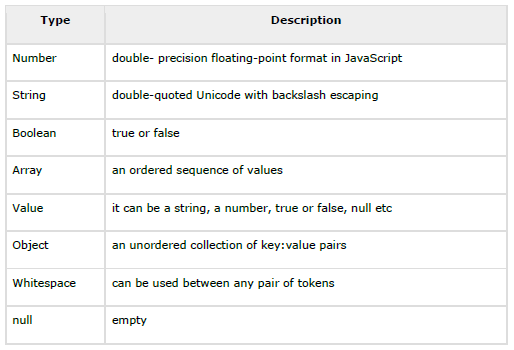 Type Description
Number double- precision floating-point format in JavaScript
String double-quoted Unicode with backslash escaping
Boolean true or false
Array an ordered sequence of values
Value it can be a string, a number, true or false, null etc
Object an unordered collection of key:value pairs
Whitespace can be used between any pair of tokens
null empty